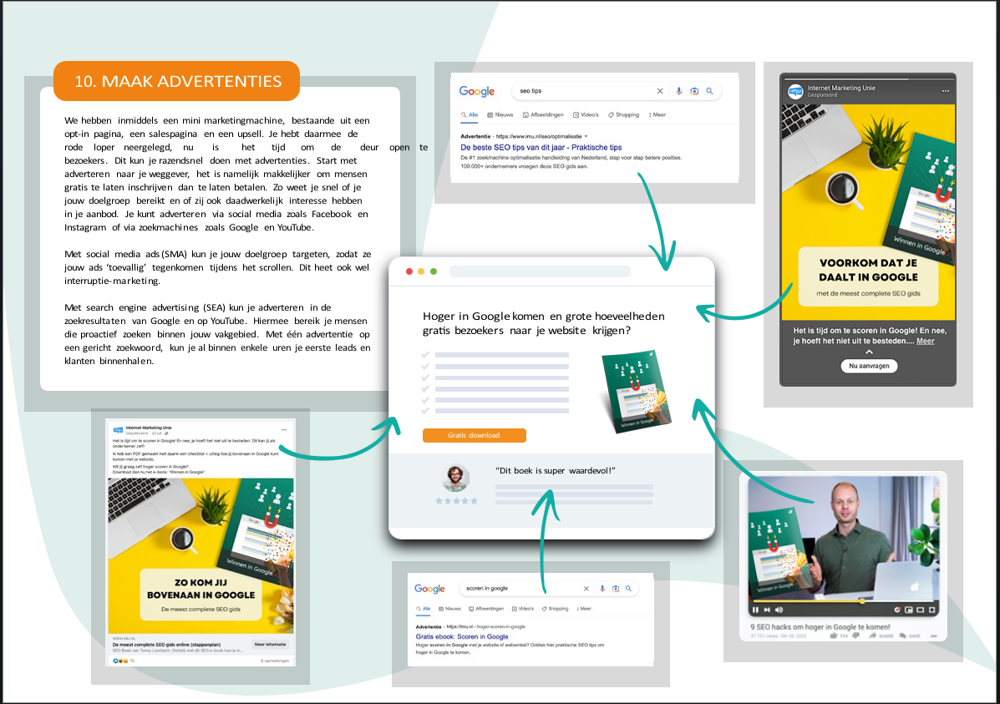 10. MAAK ADVERTENTIES
We hebben inmiddels een mini marketingmachine, bestaande uit een
opt-in pagina, een salespagina en een upsell. Je hebt daarmee de
rode loper neergelegd, nu is het tijd om de deur open te
bezoekers. Dit kun je razendsnel doen met advertenties. Start met
adverteren naar je weggever, het is namelijk makkelijker om mensen
gratis te laten inschrijven dan te laten betalen. Zo weet je snel of je
jouw doelgroep bereikt en of zij ook daadwerkelijk interesse hebben
in je aanbod. Je kunt adverteren via social media zoals Facebook en
Instagram of via zoekmachines zoals Google en YouTube.
Met social media ads (SMA) kun je jouw doelgroep targeten, zodat ze
jouw ads ‘toevallig’ tegenkomen tijdens het scrollen. Dit heet ook wel
interruptie-marketing.
Met search engine advertising (SEA) kun je adverteren in de
zoekresultaten van Google en op YouTube. Hiermee bereik je mensen
die proactief zoeken binnen jouw vakgebied. Met één advertentie op
een gericht zoekwoord, kun je al binnen enkele uren je eerste leads en
klanten binnenhalen.
Google
seo tips
Alle Nieuws Afbeeldingen Video's Shopping Meer
Advertentie · https://www.imu.nl/seo/optimalisatie
De beste SEO tips van dit jaar - Praktische tips
De #1 zoekmachine optimalisatie handleiding van Nederland, stap voor stap betere posities.
100.000+ ondernemers vroegen deze SEO gids aan.
imu
Internet Marketing Unie
Gesponsord
Google
Winnen in Google
VOORKOM DAT JE
DAALT IN GOOGLE
met de meest complete SEO gids
Het is tijd om te scoren in Google! En nee,
je hoeft het niet uit te besteden.... Meer
Nu aanvragen
Hoger in Google komen en grote hoeveelheden
gratis bezoekers naar je website krijgen?
Winnen in Google
Gratis download
“Dit boek is super waardevol!”
imu
Internet Marketing Unie
Het is tijd om te scoren in Google! En nee, je hoeft het niet uit te besteden. Dit kan jij als
ondernemer zelf!
Ik heb een PDF gemaakt met daarin een checklist + uitleg hoe jij bovenaan in Google kunt
komen met je website.
Wil jij graag zelf hoger scoren in Google?
Download dan nu het e-book: "Winnen in Google"
Winnen in Google
ZO KOM JIJ
BOVENAAN IN GOOGLE
De meest complete SEO gids
WWW.IMU.NL
De meest complete SEO gids online (stappenplan)
SEO Boek van Tonny Loorbach: Ontdek met dit SEO e-book hoe je m...
Meer informatie
15
6 opmerkingen
Google
scoren in google
Alle Nieuws Afbeeldingen Video's Shopping Meer
Advertentie · https://imu.nl › hoger-scoren-in-google
Gratis ebook: Scoren in Google
Hoger scoren in Google met je website of webwinkel? Ontdek hier praktische SEO tips om
hoger in Google te komen.
Winnen in Google
9 SEO hacks om hoger in Google te komen!
37.751 views Okt 20, 2022
764
SHARE
SAVE